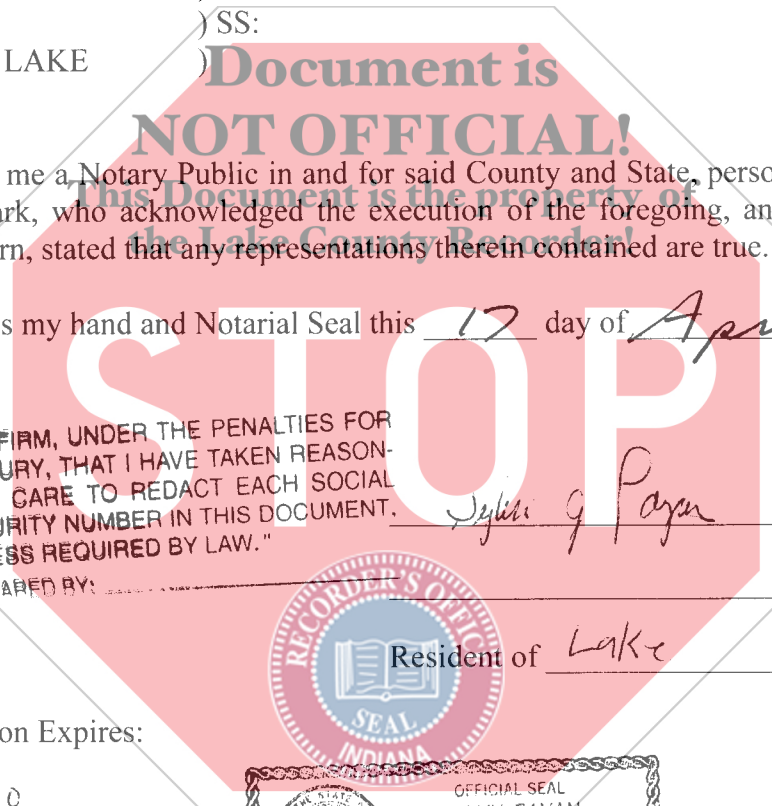 ) SS:
LAKE )
Document is
NOT OFFICIAL!
me a Notary Public in and for said County and State, perso
This Document is the property of
ark, who acknowledged the execution of the foregoing, an
the Lake County Recorder!
rn, stated that any representations therein contained are true.
s my hand and Notarial Seal this 17 day of Apr
STOP
FIRM, UNDER THE PENALTIES FOR
URY, THAT I HAVE TAKEN REASON-
CARE TO REDACT EACH SOCIAL
URITY NUMBER IN THIS DOCUMENT,
ESS REQUIRED BY LAW."
ARED BY:
RECORDER'S OFFICE
Resident of Lake
SEAL
INDIANA
on Expires:
OFFICIAL SEAL